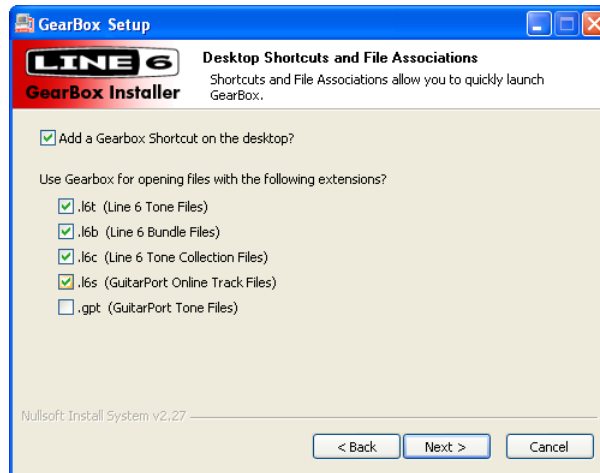 GearBox Setup
LINE 6
GearBox Installer
Desktop Shortcuts and File Associations
Shortcuts and File Associations allow you to quickly launch
GearBox.
Add a Gearbox Shortcut on the desktop?
Use Gearbox for opening files with the following extensions?
.l6t (Line 6 Tone Files)
.l6b (Line 6 Bundle Files)
.l6c (Line 6 Tone Collection Files)
.l6s (GuitarPort Online Track Files)
.gpt (GuitarPort Tone Files)
Nullsoft Install System v2.27
< Back Next > Cancel